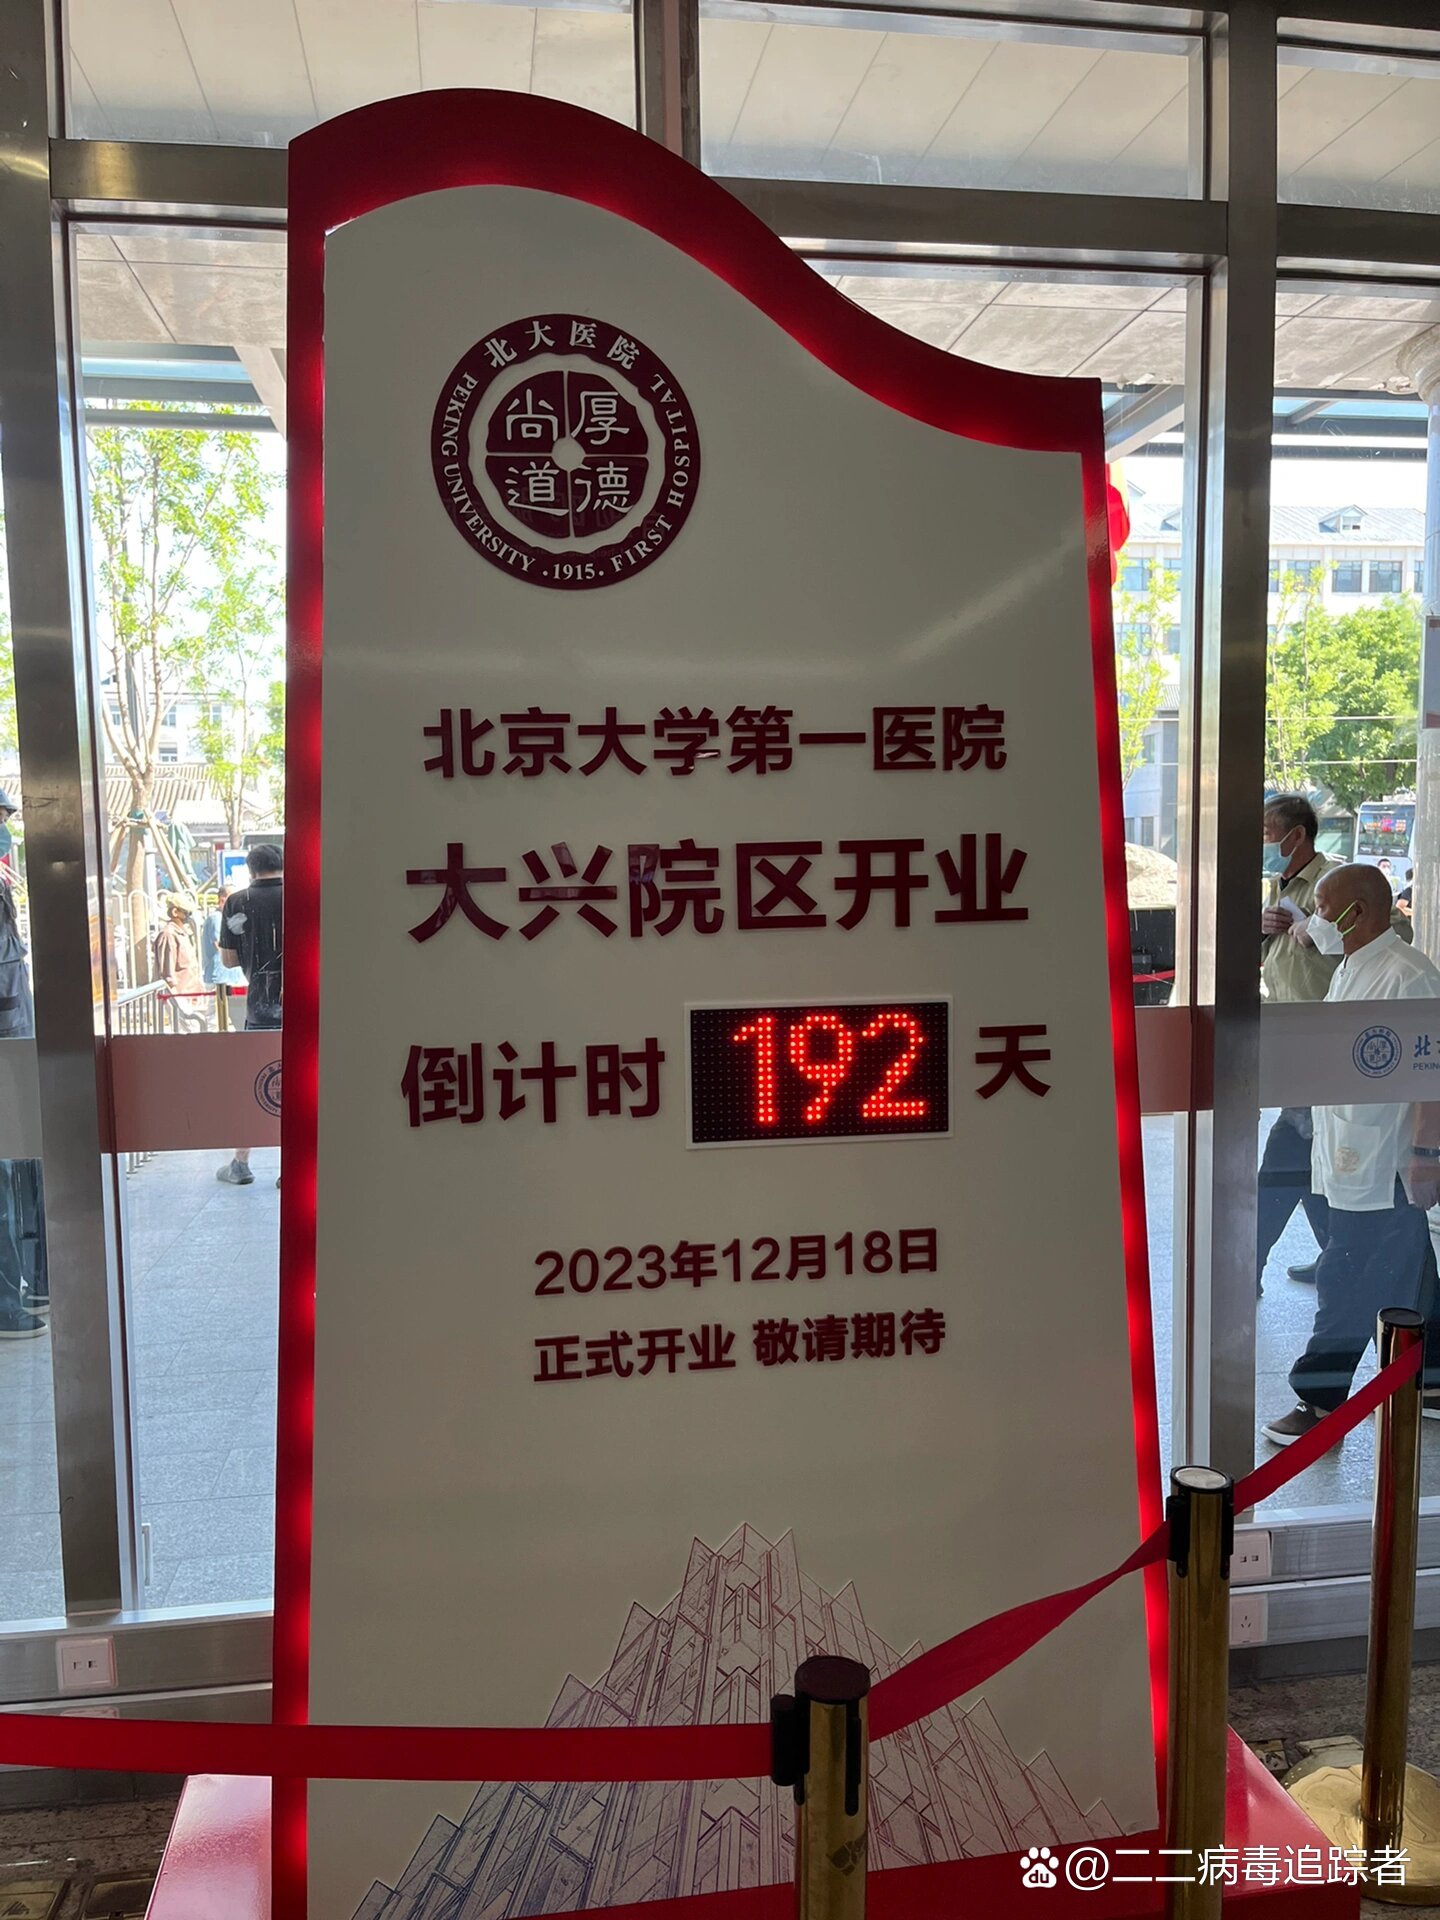 北大医院
尚厚
道德
PEKING UNIVERSITY · 1915 · FIRST HOSPITAL
北京大学第一医院
大兴院区开业
倒计时 192 天
2023年12月18日
正式开业 敬请期待
北
PEKIN
du @二二病毒追踪者